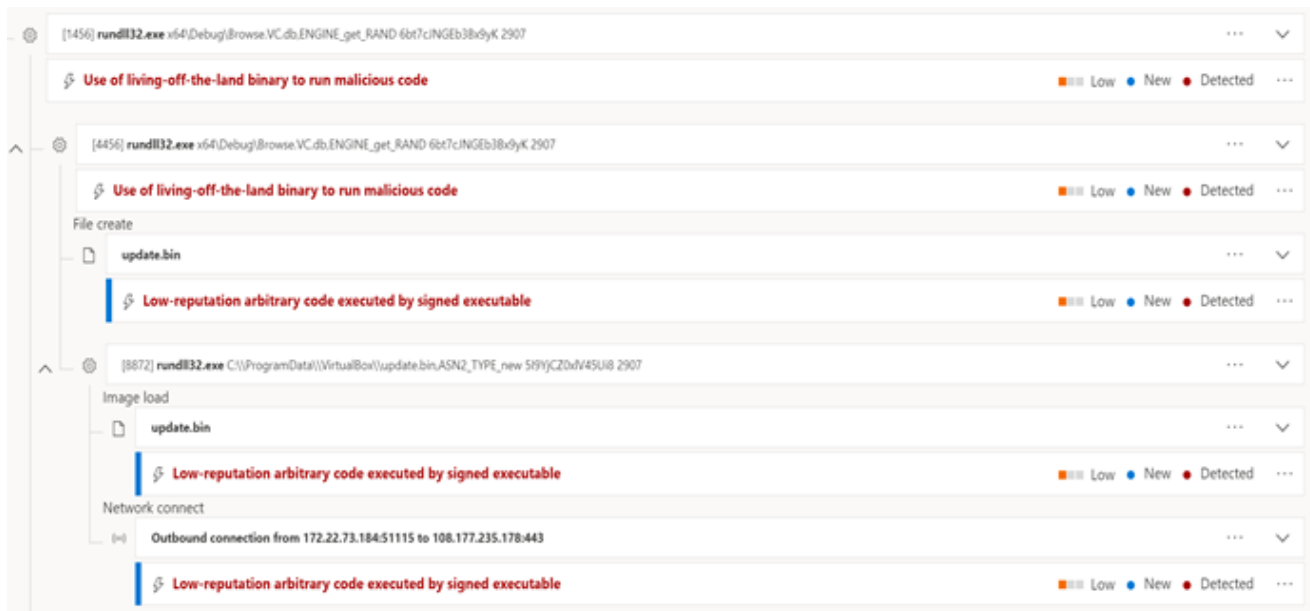 [1456] rundll32.exe x64\Debug\Browse.VC.db,ENGINE_get_RAND 6bt7cJNGEb3Bx9yK 2907
Use of living-off-the-land binary to run malicious code Low New Detected
[4456] rundll32.exe x64\Debug\Browse.VC.db,ENGINE_get_RAND 6bt7cJNGEb3Bx9yK 2907
Use of living-off-the-land binary to run malicious code Low New Detected
File create
update.bin
Low-reputation arbitrary code executed by signed executable Low New Detected
[8872] rundll32.exe C:\\ProgramData\\VirtualBox\\update.bin,ASN2_TYPE_new 5I9YjCZ0xlV45Ui8 2907
Image load
update.bin
Low-reputation arbitrary code executed by signed executable Low New Detected
Network connect
Outbound connection from 172.22.73.184:51115 to 108.177.235.178:443
Low-reputation arbitrary code executed by signed executable Low New Detected